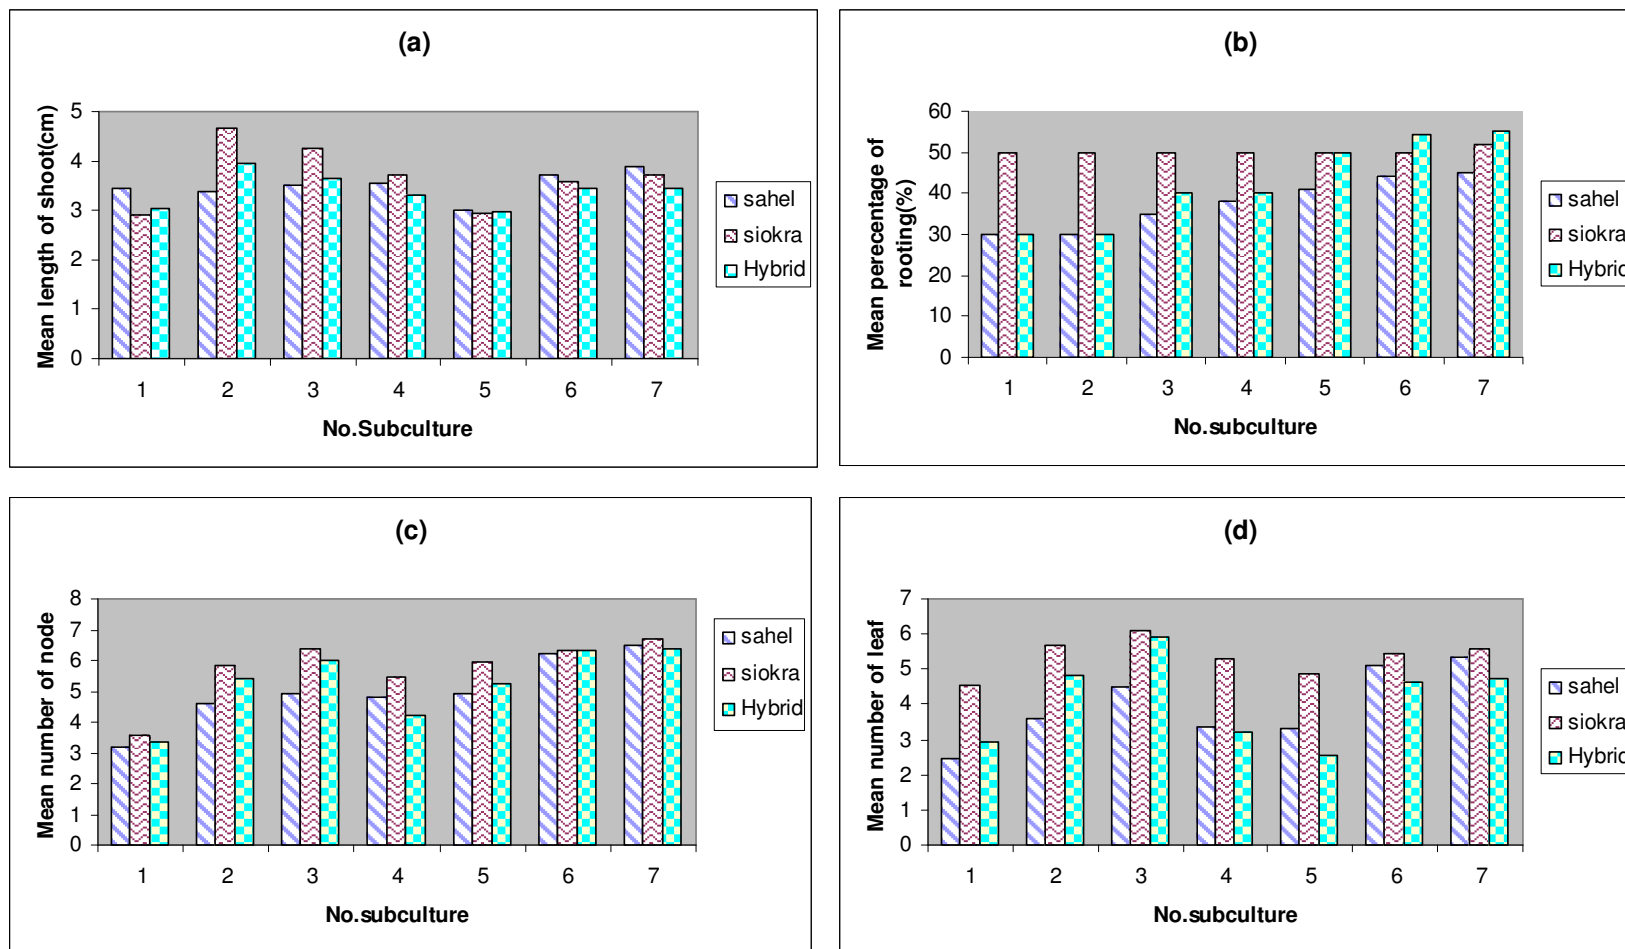 (a)
Mean length of shoot(cm)
5
4
3
2
1
0
1 2 3 4 5 6 7
No.Subculture
sahel
siokra
Hybrid
(b)
Mean perecentage of
rooting(%)
60
50
40
30
20
10
0
1 2 3 4 5 6 7
No.subculture
sahel
siokra
Hybrid
(c)
Mean number of node
8
7
6
5
4
3
2
1
0
1 2 3 4 5 6 7
No.subculture
sahel
siokra
Hybrid
(d)
Mean number of leaf
7
6
5
4
3
2
1
0
1 2 3 4 5 6 7
No.subculture
sahel
siokra
Hybrid